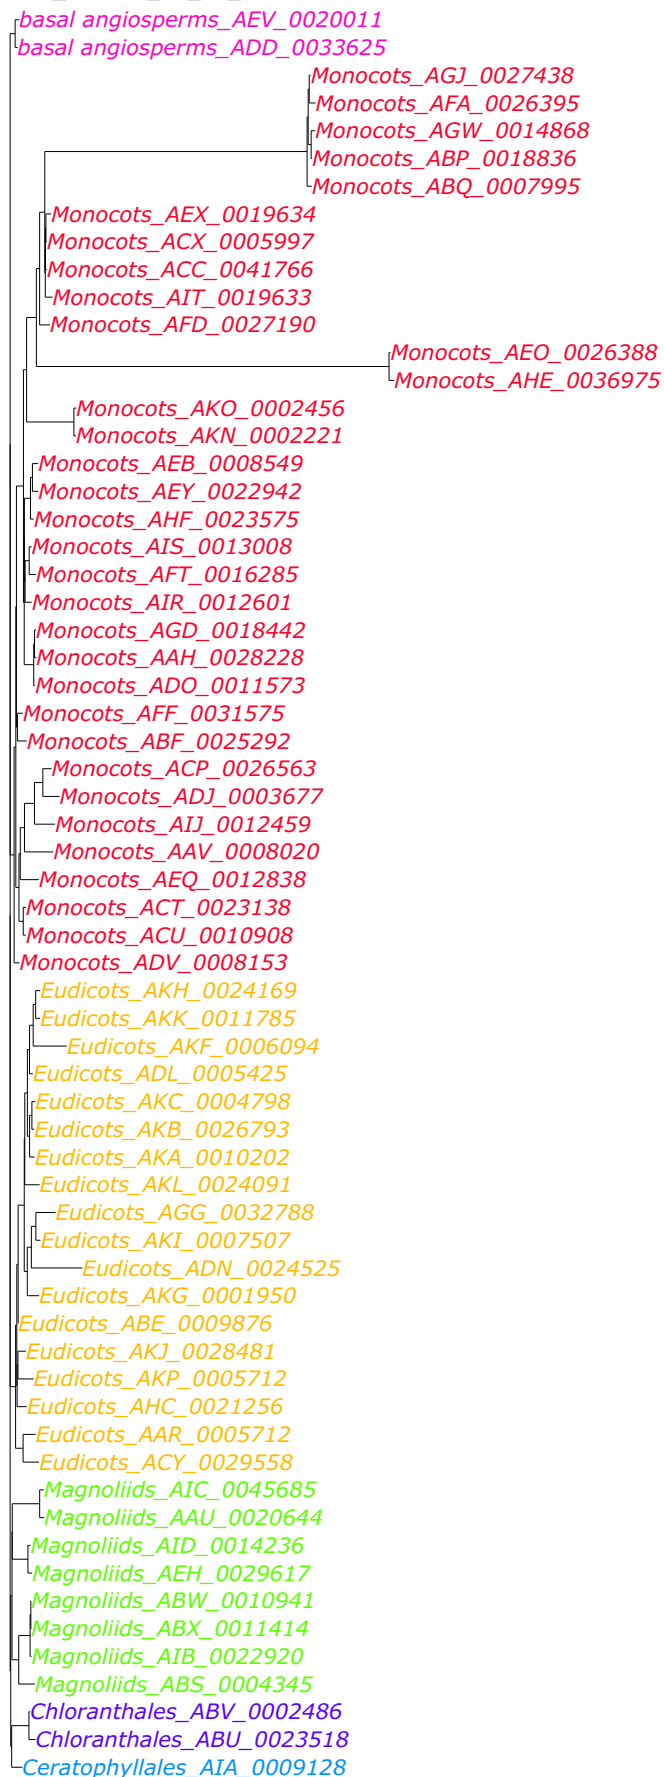 basal angiosperms_AEV_0020011
basal angiosperms_ADD_0033625
Monocots_AGJ_0027438
Monocots_AFA_0026395
Monocots_AGW_0014868
Monocots_ABP_0018836
Monocots_ABQ_0007995
Monocots_AEX_0019634
Monocots_ACX_0005997
Monocots_ACC_0041766
Monocots_AIT_0019633
Monocots_AFD_0027190
Monocots_AEO_0026388
Monocots_AHE_0036975
Monocots_AKO_0002456
Monocots_AKN_0002221
Monocots_AEB_0008549
Monocots_AEY_0022942
Monocots_AHF_0023575
Monocots_AIS_0013008
Monocots_AFT_0016285
Monocots_AIR_0012601
Monocots_AGD_0018442
Monocots_AAH_0028228
Monocots_ADO_0011573
Monocots_AFF_0031575
Monocots_ABF_0025292
Monocots_ACP_0026563
Monocots_ADJ_0003677
Monocots_AIJ_0012459
Monocots_AAV_0008020
Monocots_AEQ_0012838
Monocots_ACT_0023138
Monocots_ACU_0010908
Monocots_ADV_0008153
Eudicots_AKH_0024169
Eudicots_AKK_0011785
Eudicots_AKF_0006094
Eudicots_ADL_0005425
Eudicots_AKC_0004798
Eudicots_AKB_0026793
Eudicots_AKA_0010202
Eudicots_AKL_0024091
Eudicots_AGG_0032788
Eudicots_AKI_0007507
Eudicots_ADN_0024525
Eudicots_AKG_0001950
Eudicots_ABE_0009876
Eudicots_AKJ_0028481
Eudicots_AKP_0005712
Eudicots_AHC_0021256
Eudicots_AAR_0005712
Eudicots_ACY_0029558
Magnoliids_AIC_0045685
Magnoliids_AAU_0020644
Magnoliids_AID_0014236
Magnoliids_AEH_0029617
Magnoliids_ABW_0010941
Magnoliids_ABX_0011414
Magnoliids_AIB_0022920
Magnoliids_ABS_0004345
Chloranthales_ABV_0002486
Chloranthales_ABU_0023518
Ceratophyllales_AIA_0009128